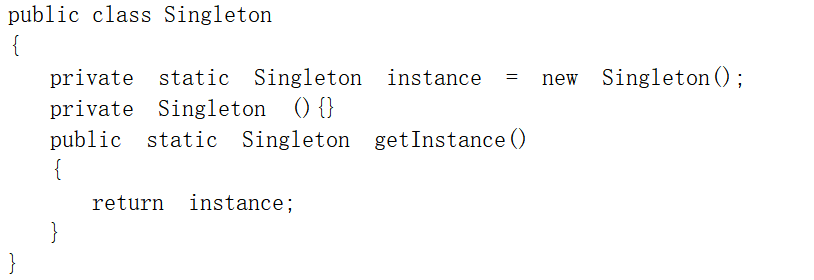 public class Singleton
{
private static Singleton instance = new Singleton();
private Singleton (){}
public static Singleton getInstance()
{
return instance;
}
}